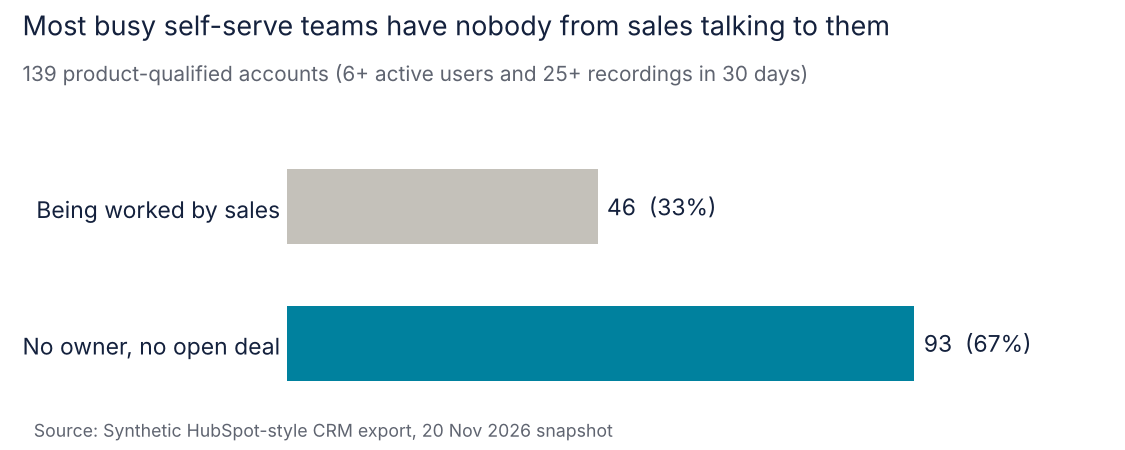 Most busy self-serve teams have nobody from sales talking to them
139 product-qualified accounts (6+ active users and 25+ recordings in 30 days)
Being worked by sales
46 (33%)
No owner, no open deal
93 (67%)
Source: Synthetic HubSpot-style CRM export, 20 Nov 2026 snapshot